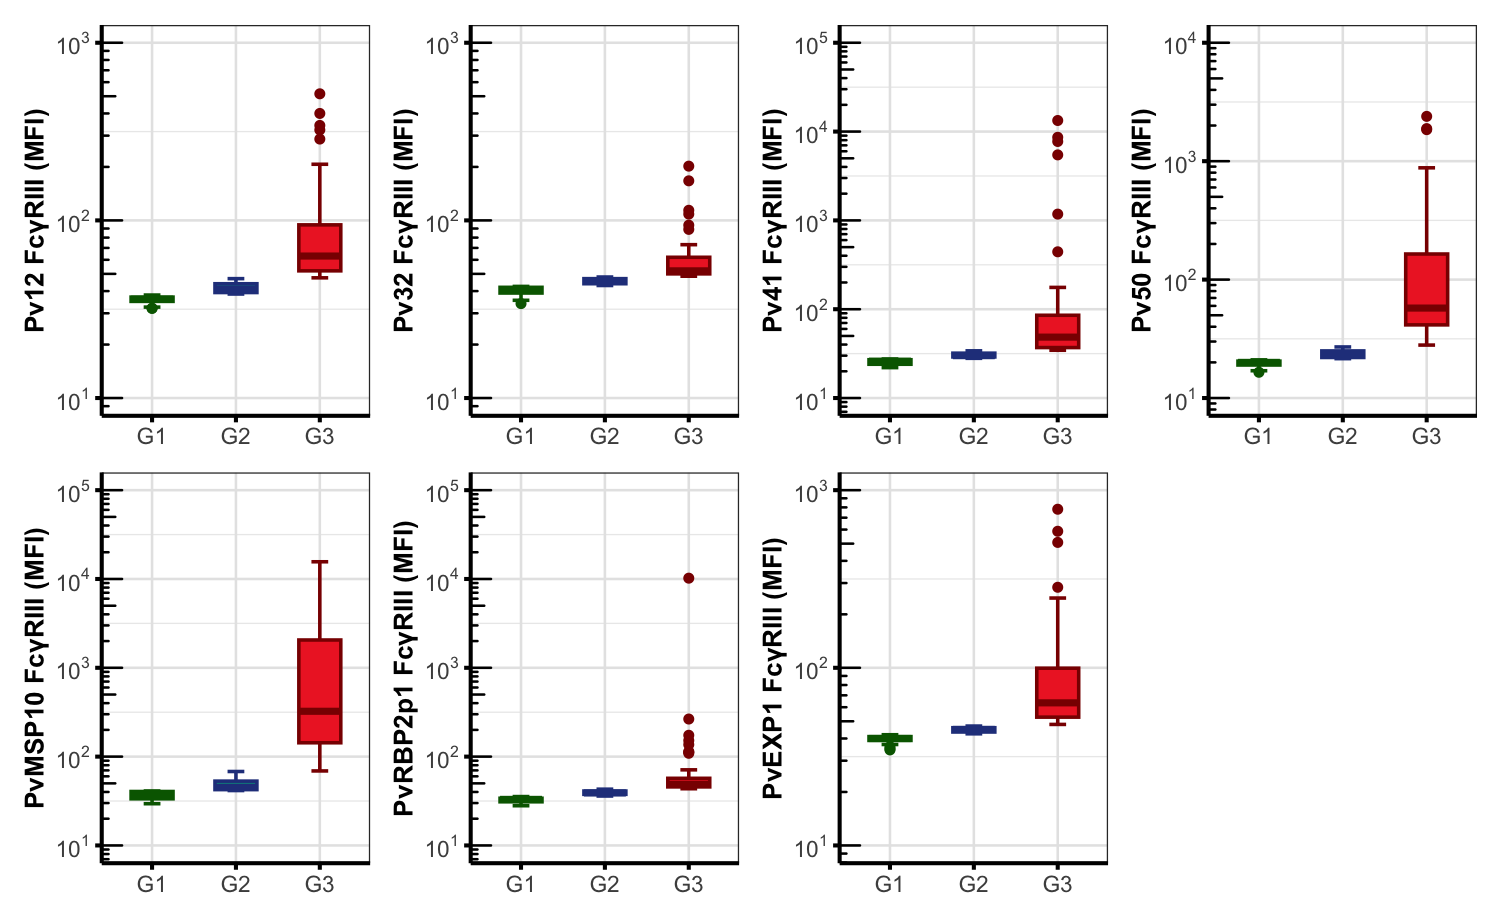 Pv12 FcγRIII (MFI)
10³
10²
10¹
G1 G2 G3
Pv32 FcγRIII (MFI)
10³
10²
10¹
G1 G2 G3
Pv41 FcγRIII (MFI)
10⁵
10⁴
10³
10²
10¹
G1 G2 G3
Pv50 FcγRIII (MFI)
10⁴
10³
10²
10¹
G1 G2 G3
PvMSP10 FcγRIII (MFI)
10⁵
10⁴
10³
10²
10¹
G1 G2 G3
PvRBP2p1 FcγRIII (MFI)
10⁵
10⁴
10³
10²
10¹
G1 G2 G3
PvEXP1 FcγRIII (MFI)
10³
10²
10¹
G1 G2 G3